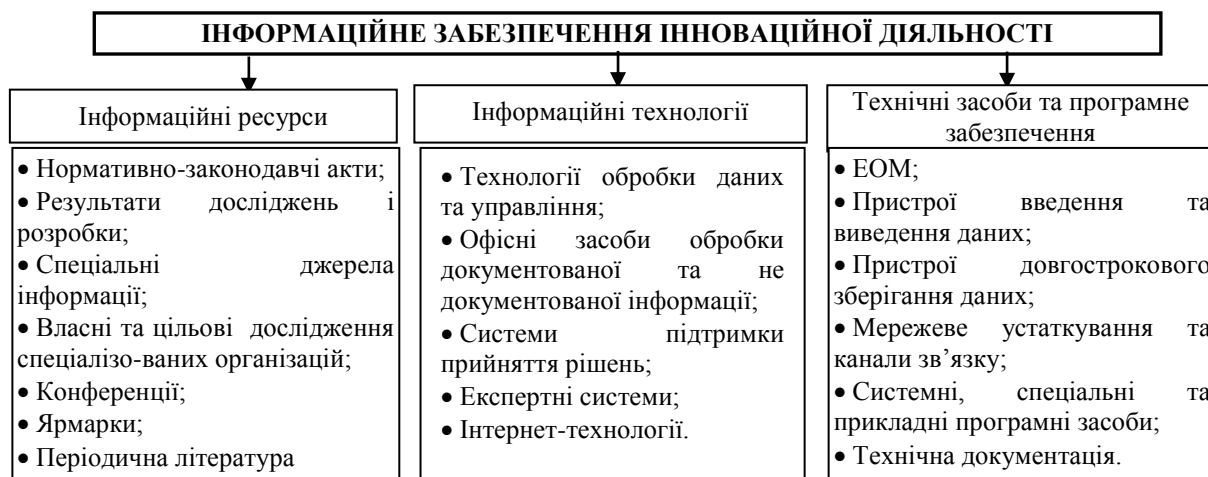 ІНФОРМАЦІЙНЕ ЗАБЕЗПЕЧЕННЯ ІННОВАЦІЙНОЇ ДІЯЛЬНОСТІ
Інформаційні ресурси
• Нормативно-законодавчі акти;
• Результати досліджень і
розробки;
• Спеціальні джерела
інформації;
• Власні та цільові дослідження
спеціалізо-ваних організацій;
• Конференції;
• Ярмарки;
• Періодична література
Інформаційні технології
• Технології обробки даних
та управління;
• Офісні засоби обробки
документованої та не
документованої інформації;
• Системи підтримки
прийняття рішень;
• Експертні системи;
• Інтернет-технології.
Технічні засоби та програмне
забезпечення
• ЕОМ;
• Пристрої введення та
виведення даних;
• Пристрої довгострокового
зберігання даних;
• Мережеве устаткування та
канали зв’язку;
• Системні, спеціальні та
прикладні програмні засоби;
• Технічна документація.